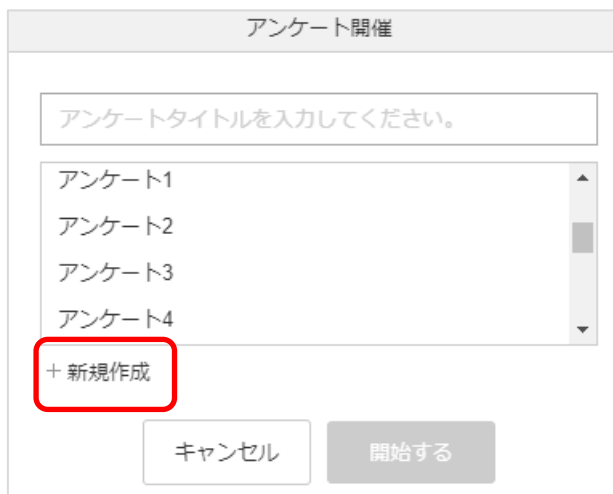 アンケート開催
アンケートタイトルを入力してください。
アンケート1
アンケート2
アンケート3
アンケート4
+ 新規作成
キャンセル
開始する